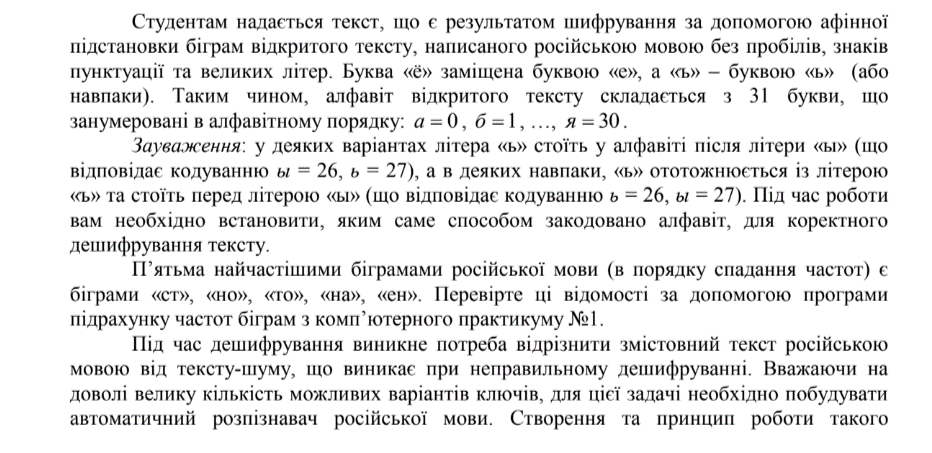 Студентам надається текст, що є результатом шифрування за допомогою афінної
підстановки біграм відкритого тексту, написаного російською мовою без пробілів, знаків
пунктуації та великих літер. Буква «ё» заміщена буквою «е», а «ъ» – буквою «ь» (або
навпаки). Таким чином, алфавіт відкритого тексту складається з 31 букви, що
занумеровані в алфавітному порядку: а = 0, б = 1, …, я = 30.
Зауваження: у деяких варіантах літера «ь» стоїть у алфавіті після літери «ы» (що
відповідає кодуванню ы = 26, ь = 27), а в деяких навпаки, «ь» ототожнюється із літерою
«ъ» та стоїть перед літерою «ы» (що відповідає кодуванню ь = 26, ы = 27). Під час роботи
вам необхідно встановити, яким саме способом закодовано алфавіт, для коректного
дешифрування тексту.
П’ятьма найчастішими біграмами російської мови (в порядку спадання частот) є
біграми «ст», «но», «то», «на», «ен». Перевірте ці відомості за допомогою програми
підрахунку частот біграм з комп’ютерного практикуму №1.
Під час дешифрування виникне потреба відрізнити змістовний текст російською
мовою від тексту-шуму, що виникає при неправильному дешифруванні. Вважаючи на
доволі велику кількість можливих варіантів ключів, для цієї задачі необхідно побудувати
автоматичний розпізнавач російської мови. Створення та принцип роботи такого